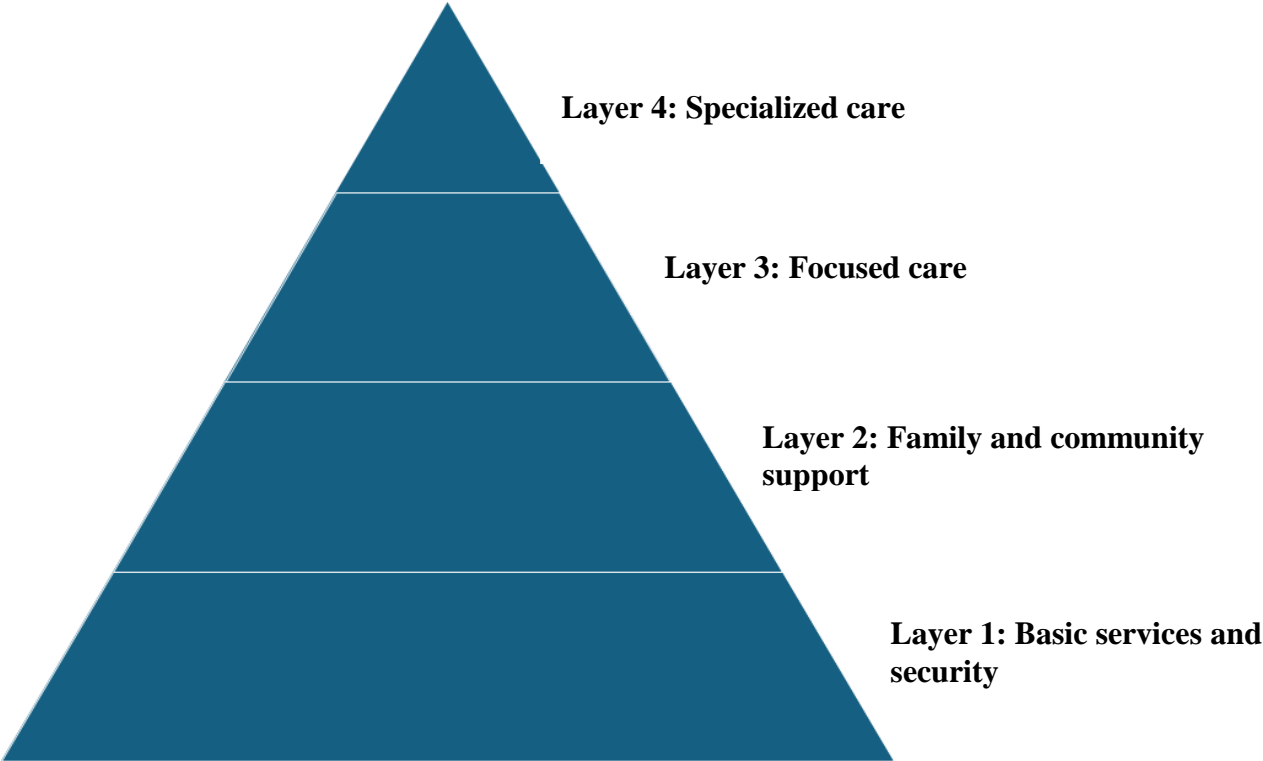 Layer 4: Specialized care
Layer 3: Focused care
Layer 2: Family and community
support
Layer 1: Basic services and
security